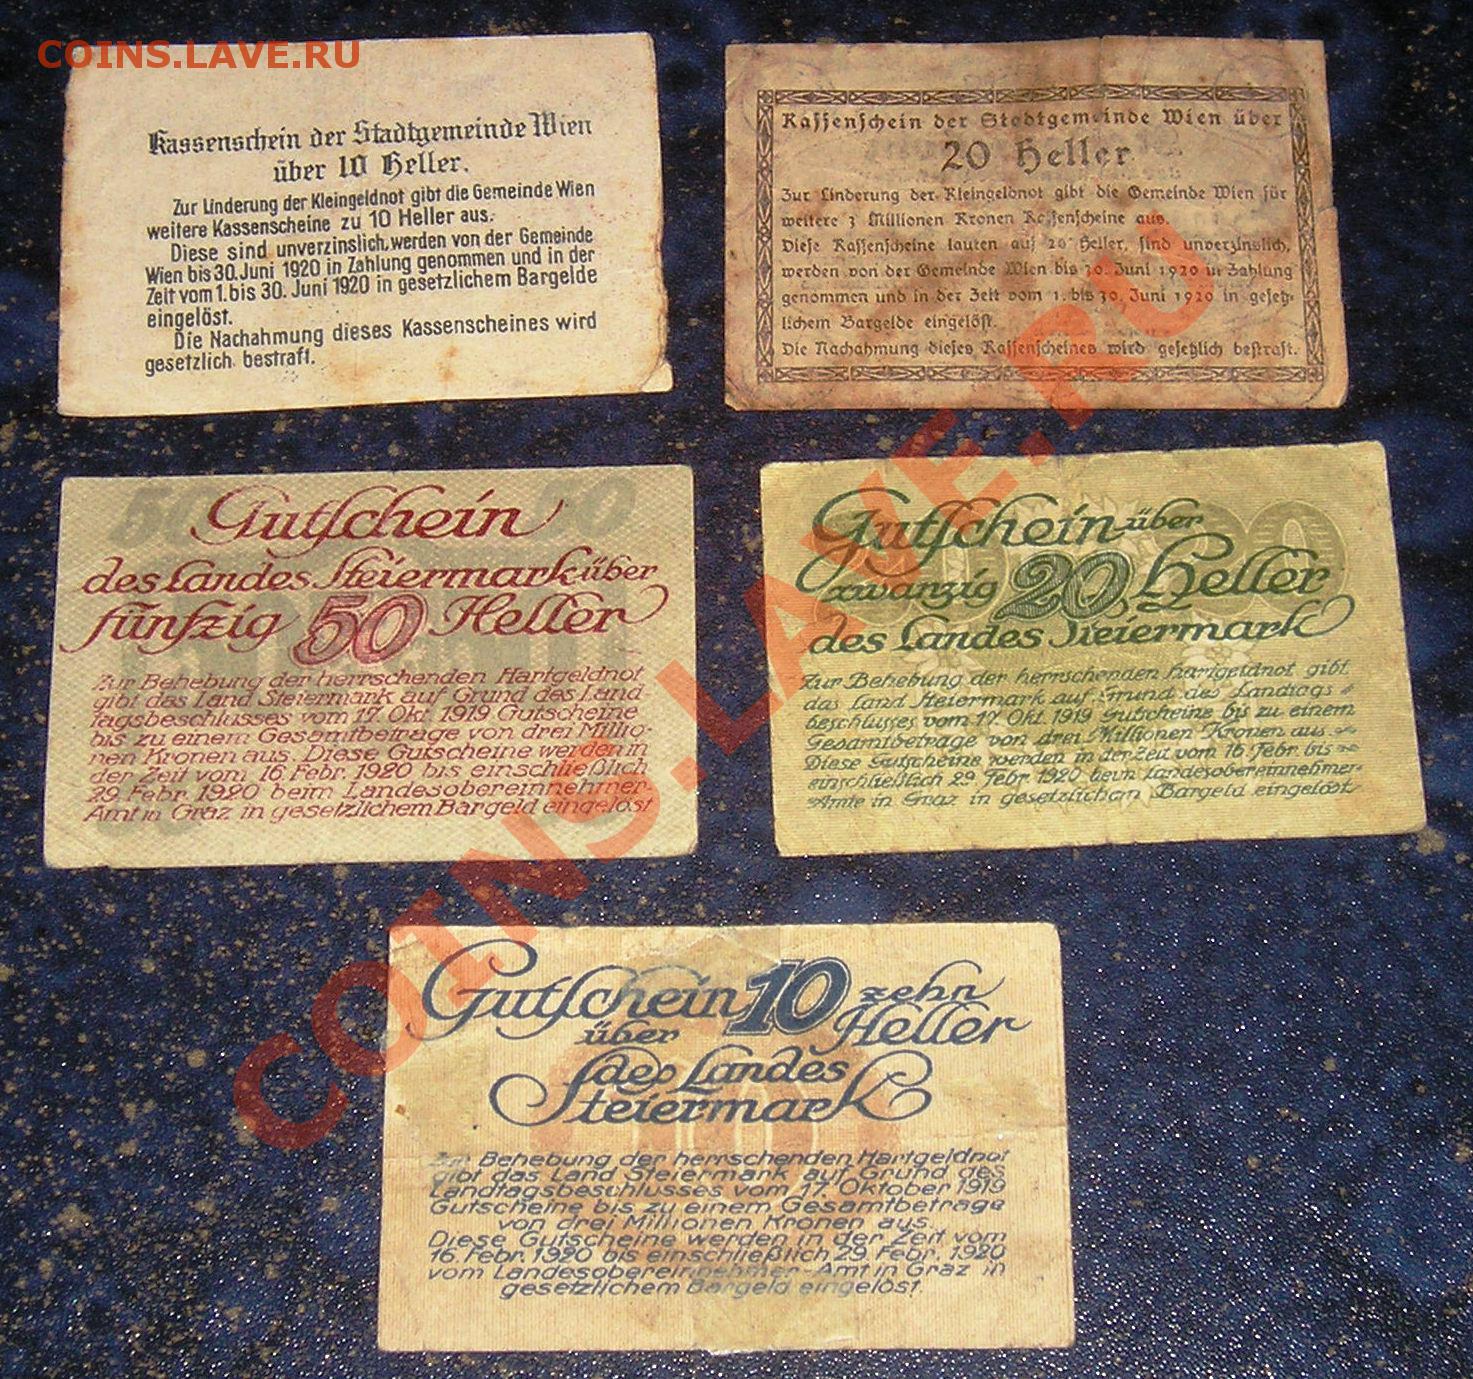 COINS.LAVE.RU
Kassenschein der Stadtgemeinde Wien
über 10 Heller.
Zur Linderung der Kleingeldnot gibt die Gemeinde Wien
weitere Kassenscheine zu 10 Heller aus.
Diese sind unverzinslich, werden von der Gemeinde
Wien bis 30. Juni 1920 in Zahlung genommen und in der
Zeit vom 1. bis 30. Juni 1920 in gesetzlichem Bargelde
eingelöst.
Die Nachahmung dieses Kassenscheines wird
gesetzlich bestraft.
Kassenschein der Stadtgemeinde Wien über
20 Heller
Zur Linderung der Kleingeldnot gibt die Gemeinde Wien für
weitere 3 Millionen Kronen Kassenscheine aus.
Diese Kassenscheine lauten auf 20 Heller, sind unverzinslich,
werden von der Gemeinde Wien bis 30. Juni 1920 in Zahlung
genommen und in der Zeit vom 1. bis 30. Juni 1920 in gesetz-
lichem Bargelde eingelöst.
Die Nachahmung dieses Kassenscheines wird gesetzlich bestraft.
50 50
Gutschein
des Landes Steiermark über
fünfzig 50 Heller
Zur Behebung der herrschenden Hartgeldnot
gibt das Land Steiermark auf Grund des Land-
tagsbeschlusses vom 17. Okt. 1919 Gutscheine
bis zu einem Gesamtbetrage von drei Millio-
nen Kronen aus. Diese Gutscheine werden in
der Zeit vom 16. Febr. 1920 bis einschließlich
29. Febr. 1920 beim Landesobereinnehmer-
Amt in Graz in gesetzlichem Bargeld eingelöst
Gutschein über
zwanzig 20 Heller
des Landes Steiermark
Zur Behebung der herrschenden Hartgeldnot gibt
das Land Steiermark auf Grund des Landtags-
beschlusses vom 17. Okt. 1919 Gutscheine bis zu einem
Gesamtbetrage von drei Millionen Kronen aus.
Diese Gutscheine werden in der Zeit vom 16. Febr. bis
einschließlich 29. Febr. 1920 beim Landesobereinnehmer-
Amte in Graz in gesetzlichem Bargeld eingelöst
Gutschein 10 zehn
über Heller
des Landes
Steiermark
Zur Behebung der herrschenden Hartgeldnot
gibt das Land Steiermark auf Grund des
Landtagsbeschlusses vom 17. Oktober 1919
Gutscheine bis zu einem Gesamtbetrage
von drei Millionen Kronen aus.
Diese Gutscheine werden in der Zeit vom
16. Febr. 1920 bis einschließlich 29. Febr. 1920
vom Landesobereinnehmer-Amt in Graz in
gesetzlichem Bargeld eingelöst.
COINS.LAVE.RU